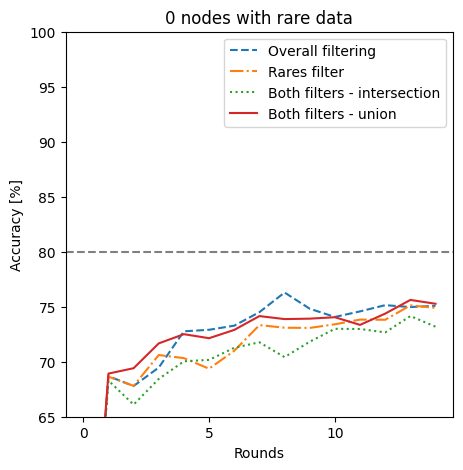 0 nodes with rare data
100
95
90
85
80
75
70
65
Accuracy [%]
Overall filtering
Rares filter
Both filters - intersection
Both filters - union
0
5
10
Rounds